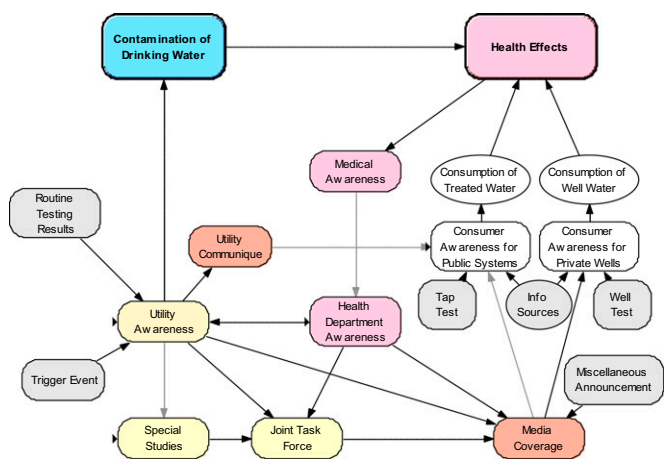 Contamination of
Drinking Water
Health Effects
Medical
Awareness
Consumption of
Treated Water
Consumption of
Well Water
Routine
Testing
Results
Utility
Communique
Consumer
Awareness for
Public Systems
Consumer
Awareness for
Private Wells
Tap
Test
Info
Sources
Well
Test
Utility
Awareness
Health
Department
Awareness
Trigger Event
Miscellaneous
Announcement
Special
Studies
Joint Task
Force
Media
Coverage